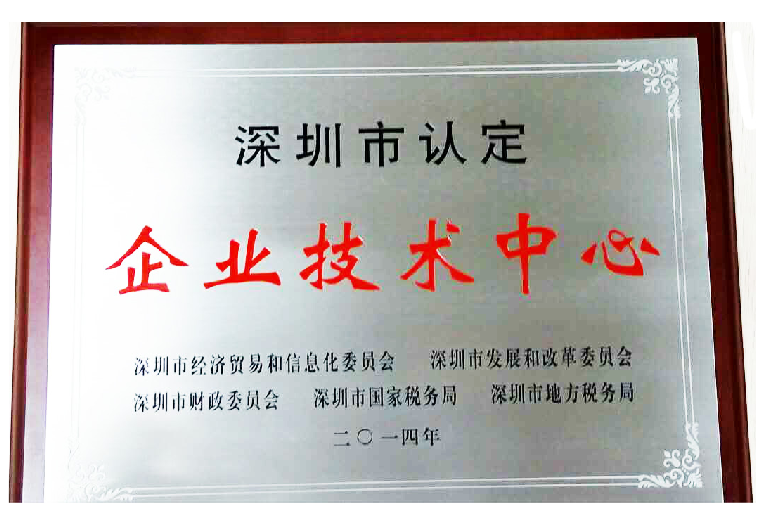 深圳市认定
企业技术中心
深圳市经济贸易和信息化委员会 深圳市发展和改革委员会
深圳市财政委员会 深圳市国家税务局 深圳市地方税务局
二〇一四年